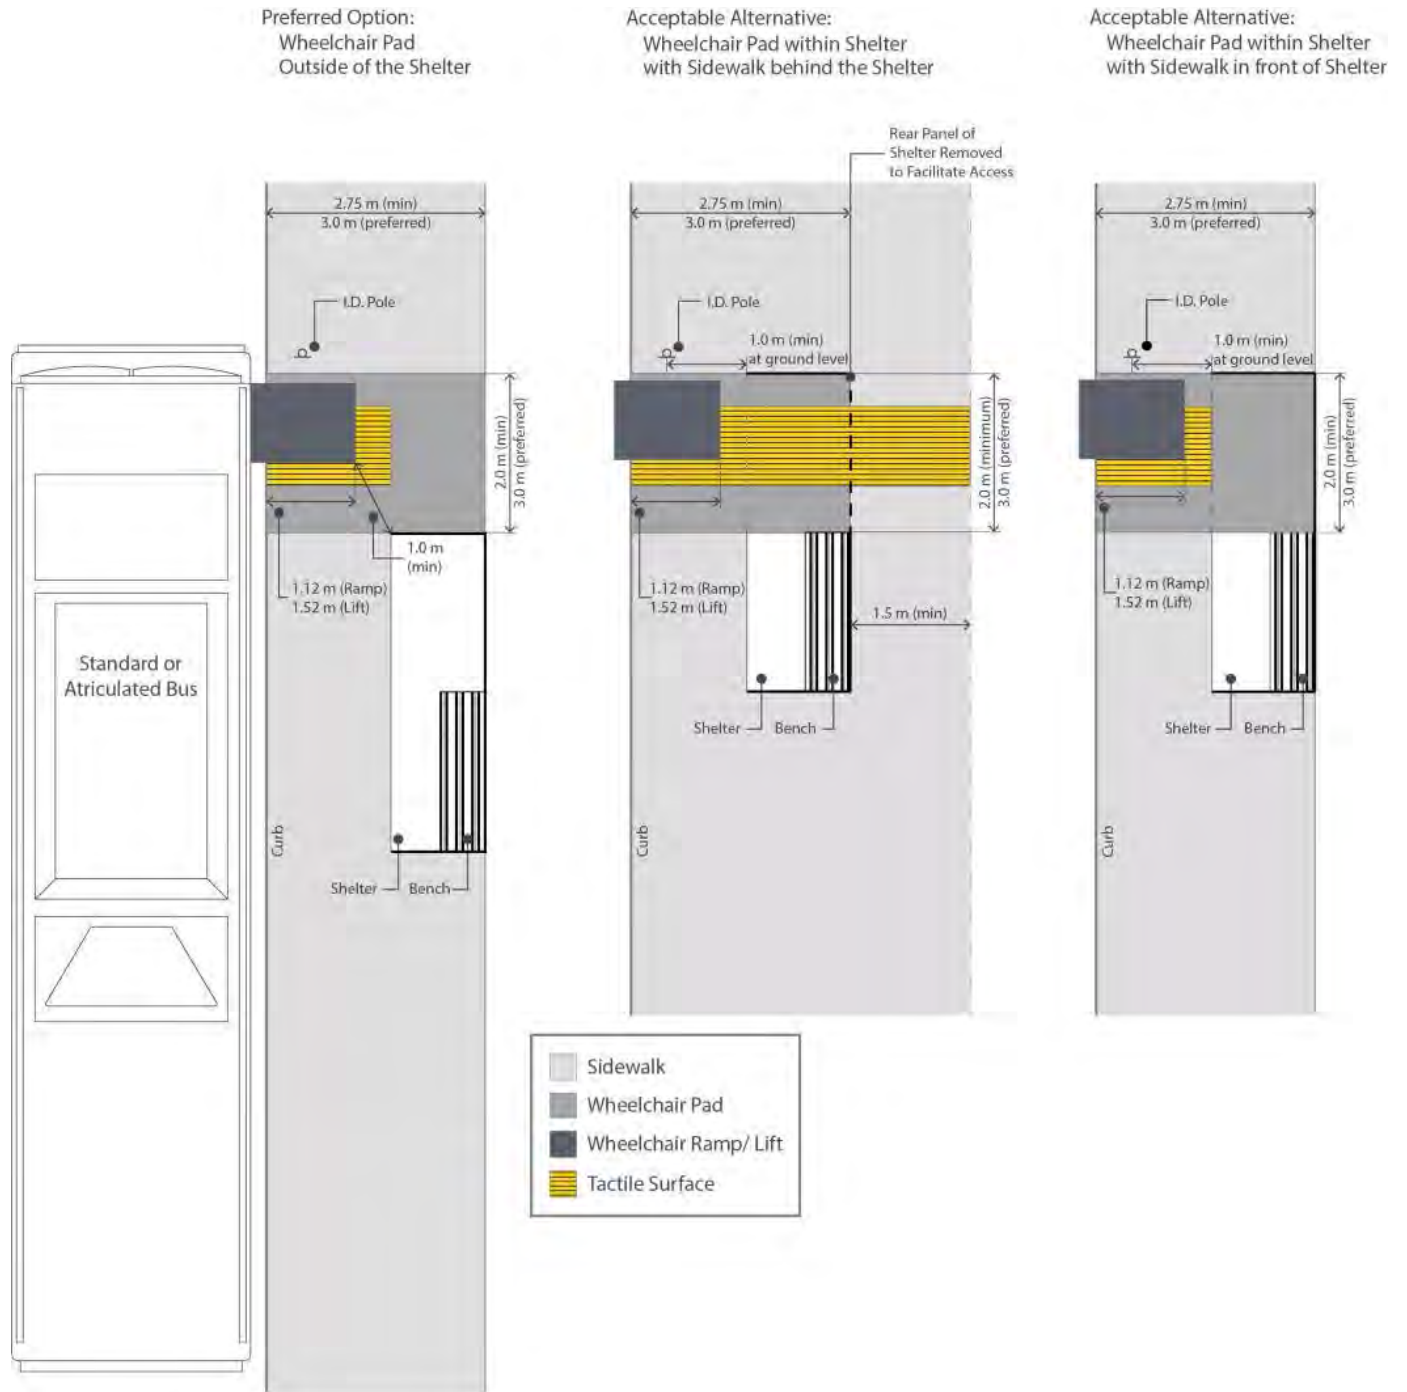 Preferred Option:
Wheelchair Pad
Outside of the Shelter
Acceptable Alternative:
Wheelchair Pad within Shelter
with Sidewalk behind the Shelter
Acceptable Alternative:
Wheelchair Pad within Shelter
with Sidewalk in front of Shelter
Rear Panel of
Shelter Removed
to Facilitate Access
2.75 m (min)
3.0 m (preferred)
I.D. Pole
2.0 m (min)
3.0 m (preferred)
1.0 m
(min)
1.12 m (Ramp)
1.52 m (Lift)
Standard or
Atriculated Bus
Curb
Shelter
Bench
2.75 m (min)
3.0 m (preferred)
I.D. Pole
1.0 m (min)
at ground level
2.0 m (minimum)
3.0 m (preferred)
1.12 m (Ramp)
1.52 m (Lift)
1.5 m (min)
Shelter
Bench
Curb
2.75 m (min)
3.0 m (preferred)
I.D. Pole
1.0 m (min)
at ground level
2.0 m (min)
3.0 m (preferred)
1.12 m (Ramp)
1.52 m (Lift)
Shelter
Bench
Curb
Sidewalk
Wheelchair Pad
Wheelchair Ramp/ Lift
Tactile Surface